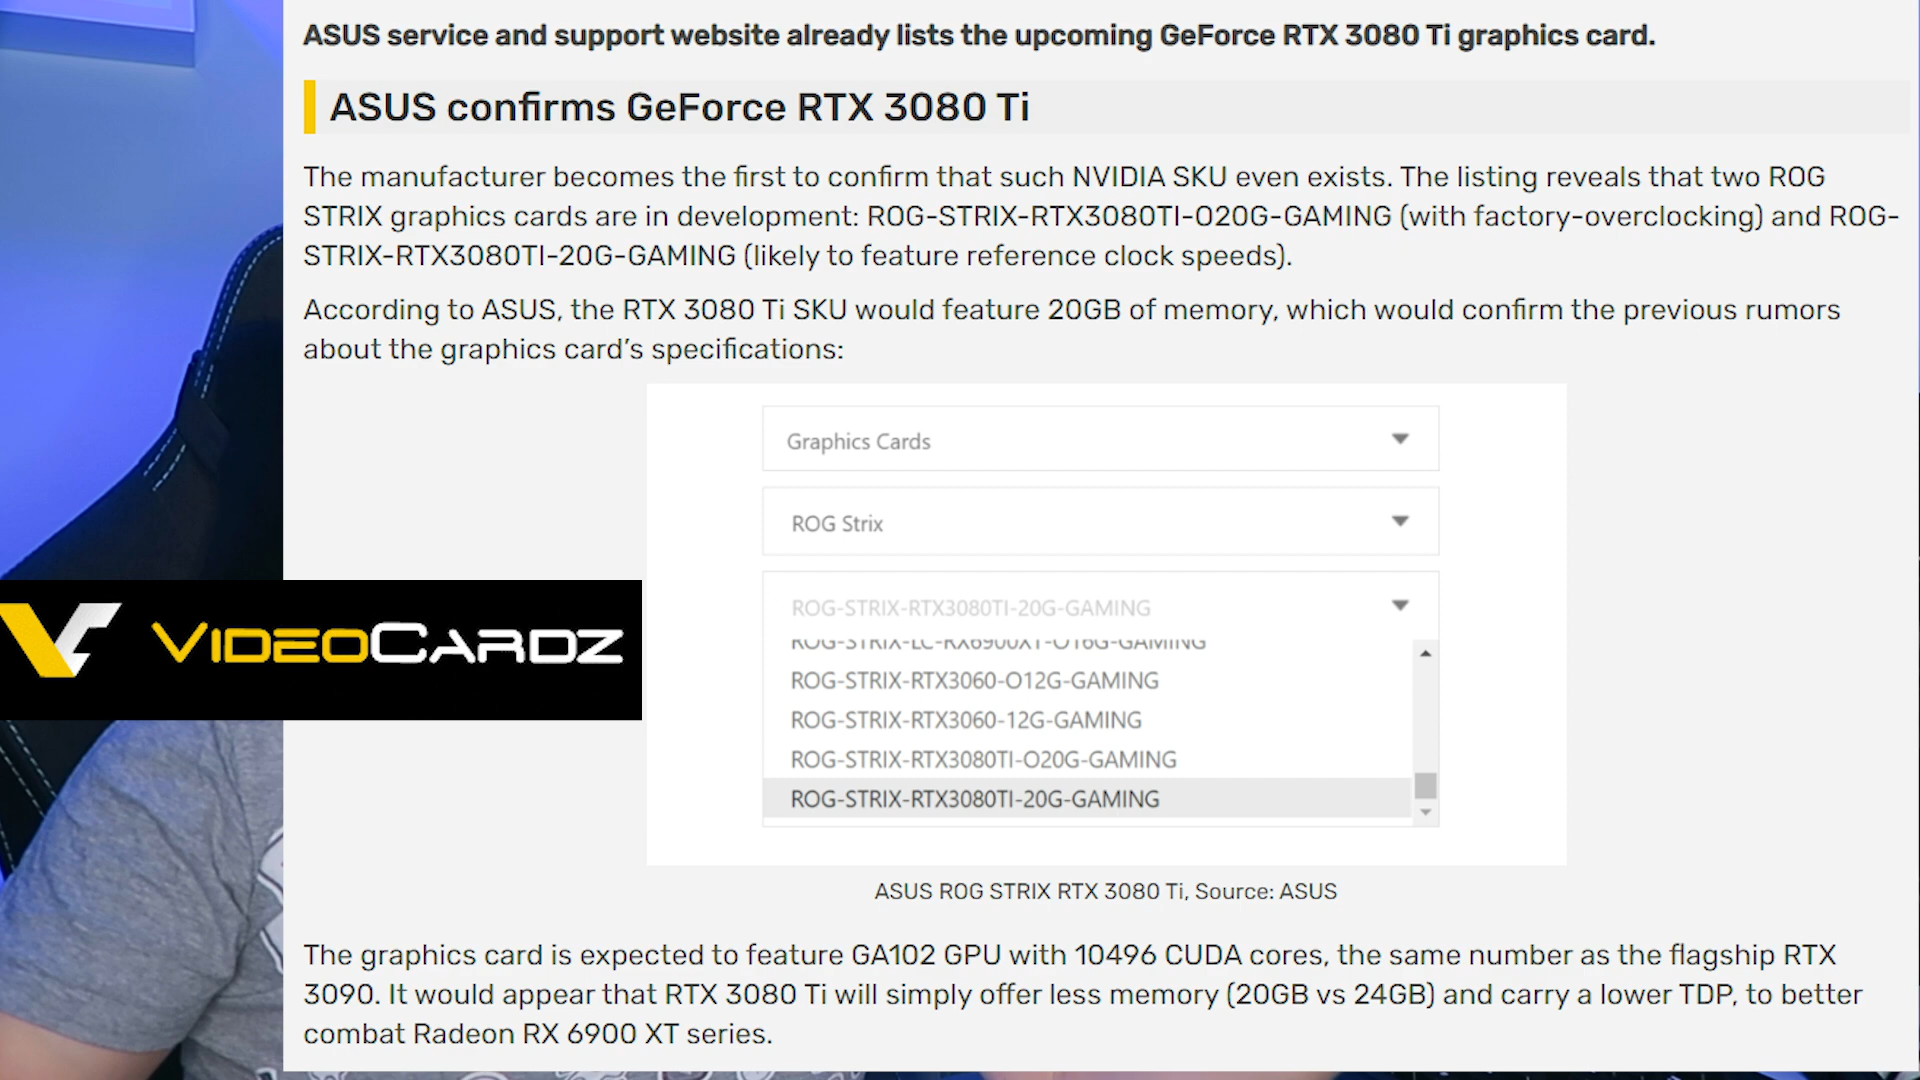 ASUS service and support website already lists the upcoming GeForce RTX 3080 Ti graphics card.
ASUS confirms GeForce RTX 3080 Ti
The manufacturer becomes the first to confirm that such NVIDIA SKU even exists. The listing reveals that two ROG
STRIX graphics cards are in development: ROG-STRIX-RTX3080TI-O20G-GAMING (with factory-overclocking) and ROG-
STRIX-RTX3080TI-20G-GAMING (likely to feature reference clock speeds).
According to ASUS, the RTX 3080 Ti SKU would feature 20GB of memory, which would confirm the previous rumors
about the graphics card's specifications:
Graphics Cards
ROG Strix
ROG-STRIX-RTX3080TI-20G-GAMING
ROG-STRIX-LC-RX6900XT-O16G-GAMING
ROG-STRIX-RTX3060-O12G-GAMING
ROG-STRIX-RTX3060-12G-GAMING
ROG-STRIX-RTX3080TI-O20G-GAMING
ROG-STRIX-RTX3080TI-20G-GAMING
VIDEOCARDZ
ASUS ROG STRIX RTX 3080 Ti, Source: ASUS
The graphics card is expected to feature GA102 GPU with 10496 CUDA cores, the same number as the flagship RTX
3090. It would appear that RTX 3080 Ti will simply offer less memory (20GB vs 24GB) and carry a lower TDP, to better
combat Radeon RX 6900 XT series.